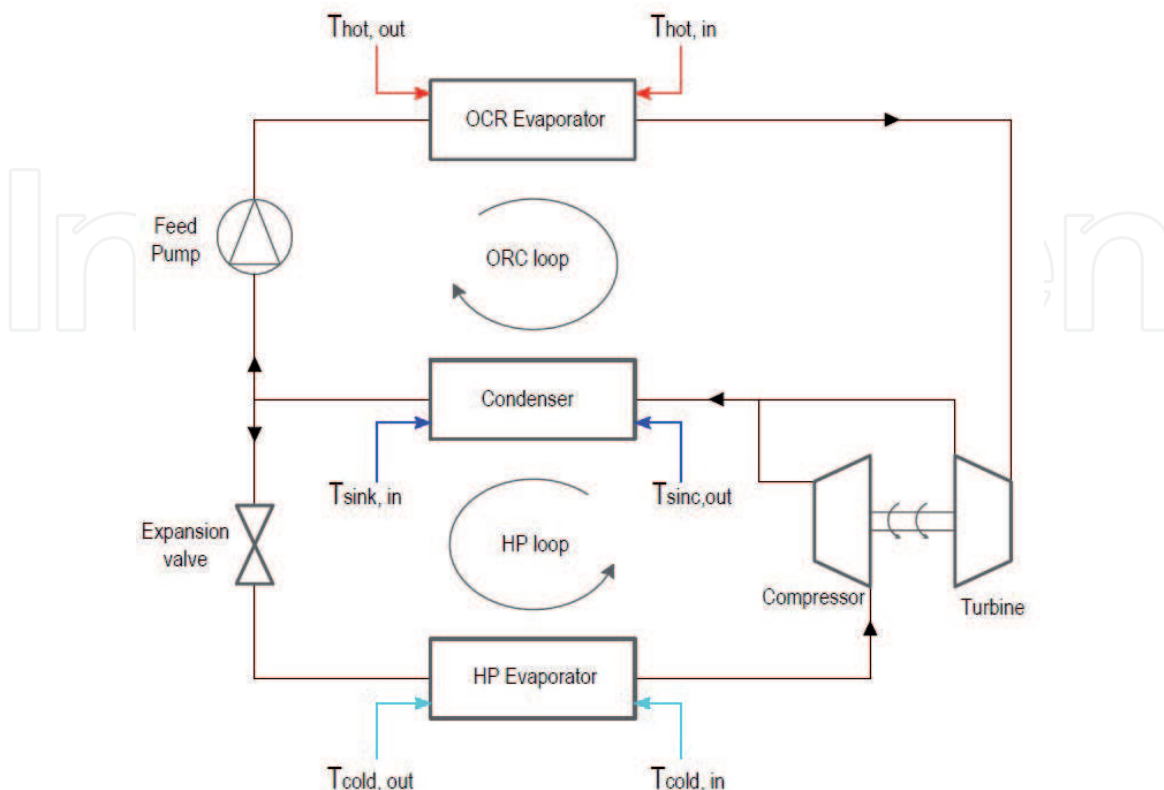 Thot, out
Thot, in
OCR Evaporator
Feed
Pump
ORC loop
Condenser
Tsink, in
Tsinc,out
Expansion
valve
HP loop
Compressor
Turbine
HP Evaporator
Tcold, out
Tcold, in